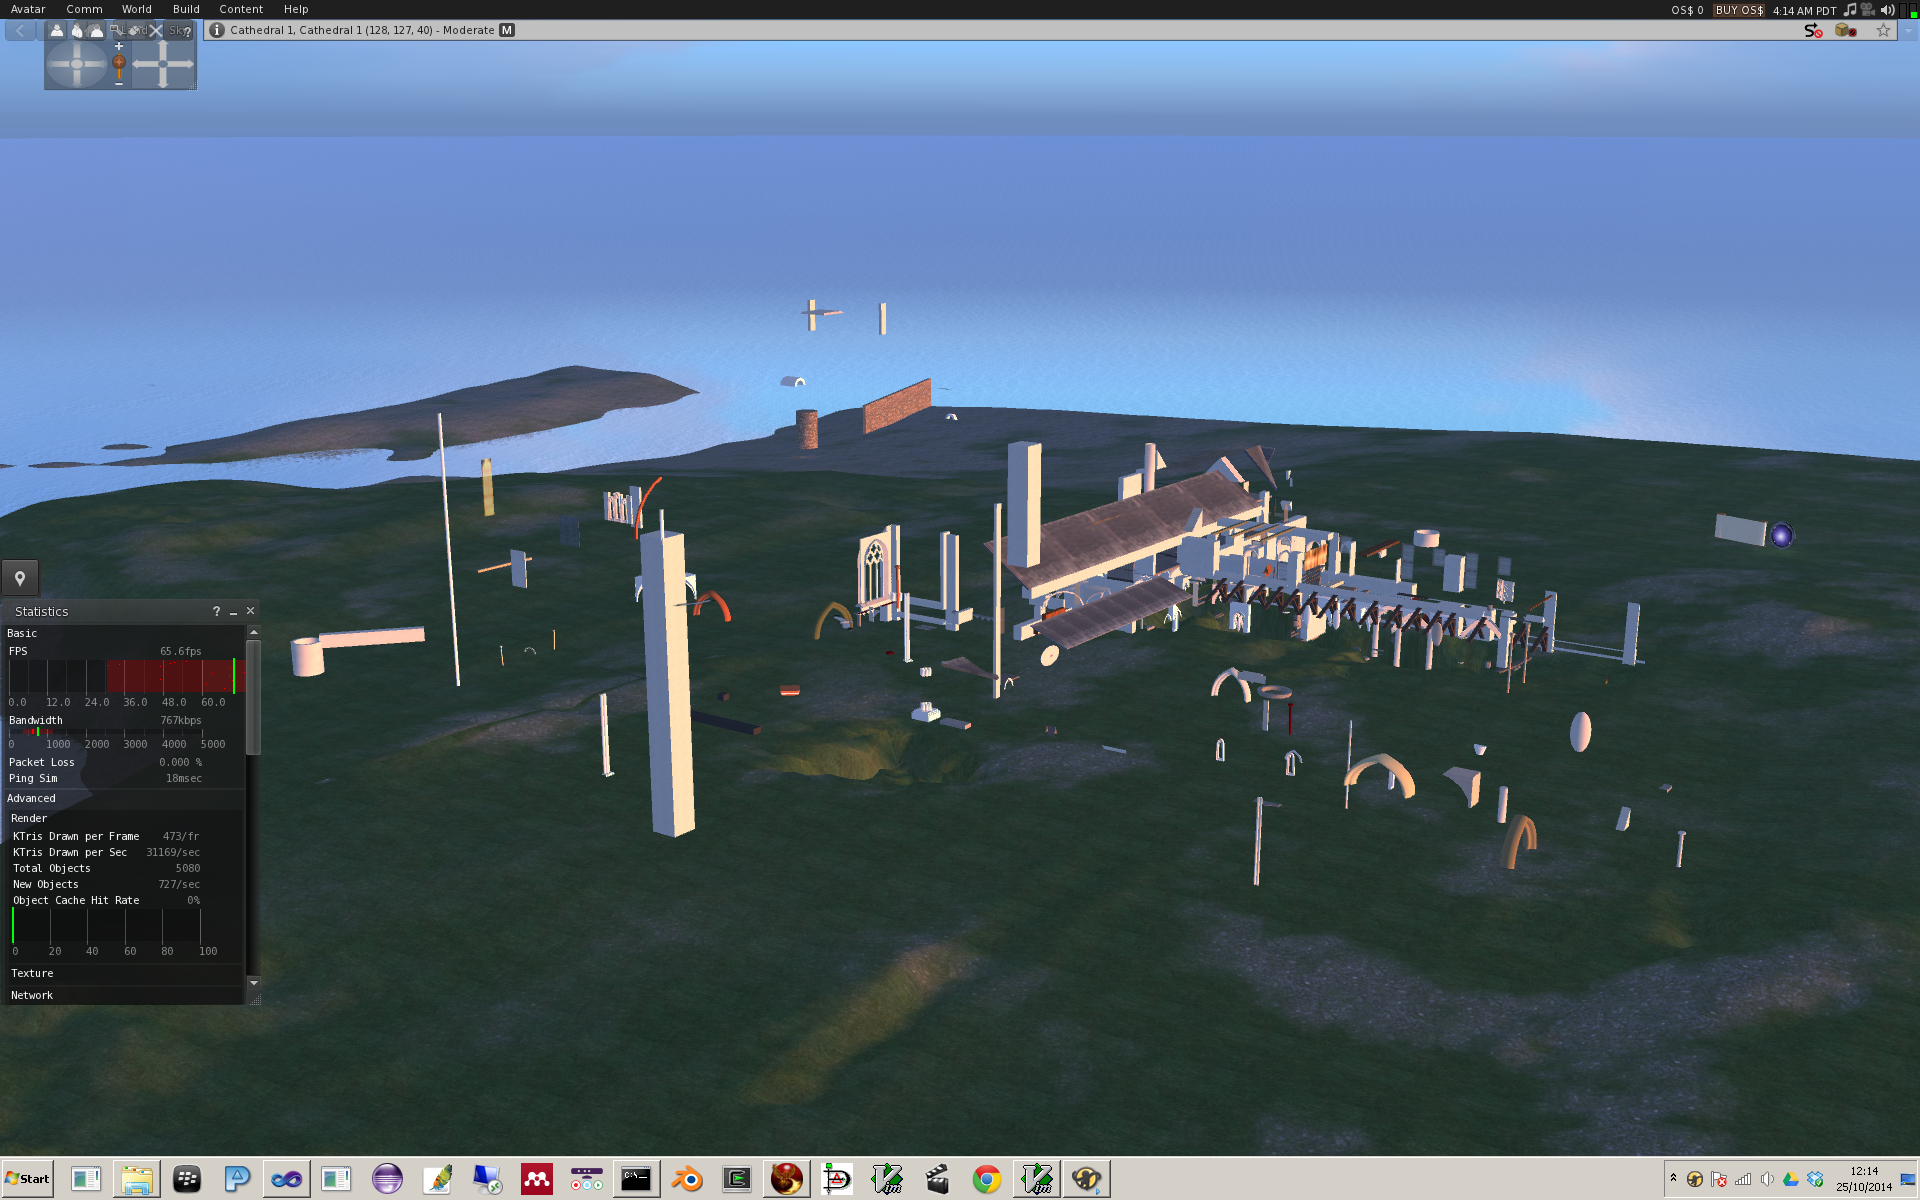 Avatar Comm World Build Content Help
OS$ 0 BUY OS$ 4:14 AM PDT
Cathedral 1, Cathedral 1 (128, 127, 40) - Moderate M
Statistics ? _ ×
Basic
FPS 65.6fps
0.0 12.0 24.0 36.0 48.0 60.0
Bandwidth 767kbps
0 1000 2000 3000 4000 5000
Packet Loss 0.000 %
Ping Sim 18msec
Advanced
Render
KTris Drawn per Frame 473/fr
KTris Drawn per Sec 31169/sec
Total Objects 5080
New Objects 727/sec
Object Cache Hit Rate 0%
0 20 40 60 80 100
Texture
Network
Start
12:14
25/10/2014